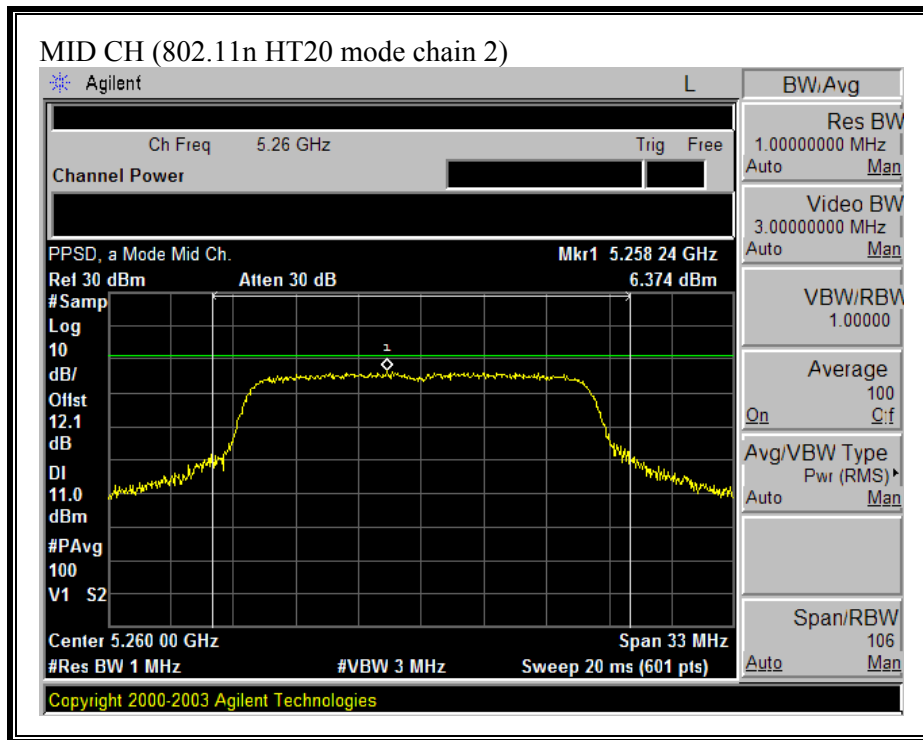 MID CH (802.11n HT20 mode chain 2)
Agilent L
Ch Freq 5.26 GHz Trig Free
Channel Power
PPSD, a Mode Mid Ch. Mkr1 5.258 24 GHz
Ref 30 dBm Atten 30 dB 6.374 dBm
#Samp
Log
10
dB/
Offst
12.1
dB
DI
11.0
dBm
#PAvg
100
V1 S2
1
Center 5.260 00 GHz Span 33 MHz
#Res BW 1 MHz #VBW 3 MHz Sweep 20 ms (601 pts)
Copyright 2000-2003 Agilent Technologies
BW/Avg
Res BW
1.00000000 MHz
Auto Man
Video BW
3.00000000 MHz
Auto Man
VBW/RBW
1.00000
Average
100
On Off
Avg/VBW Type
Pwr (RMS)
Auto Man
Span/RBW
106
Auto Man